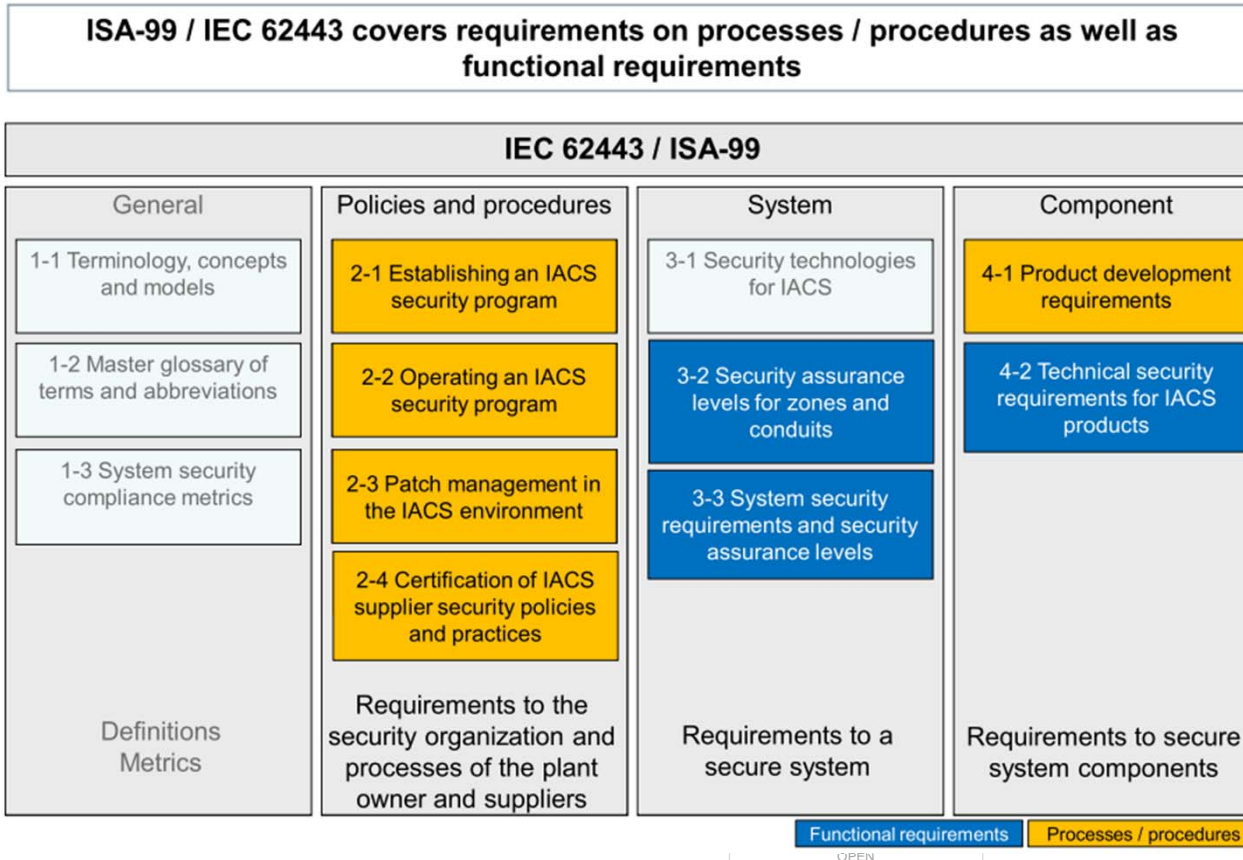 ISA-99 / IEC 62443 covers requirements on processes / procedures as well as
functional requirements
IEC 62443 / ISA-99
General
1-1 Terminology, concepts
and models
1-2 Master glossary of
terms and abbreviations
1-3 System security
compliance metrics
Definitions
Metrics
Policies and procedures
2-1 Establishing an IACS
security program
2-2 Operating an IACS
security program
2-3 Patch management in
the IACS environment
2-4 Certification of IACS
supplier security policies
and practices
Requirements to the
security organization and
processes of the plant
owner and suppliers
System
3-1 Security technologies
for IACS
3-2 Security assurance
levels for zones and
conduits
3-3 System security
requirements and security
assurance levels
Requirements to a
secure system
Component
4-1 Product development
requirements
4-2 Technical security
requirements for IACS
products
Requirements to secure
system components
Functional requirements
Processes / procedures
OPEN